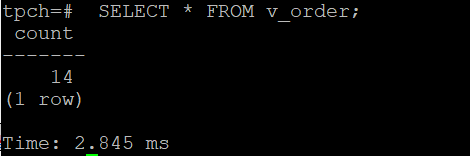 tpch=#  SELECT * FROM v_order;
 count
-------
    14
(1 row)
Time: 2.845 ms